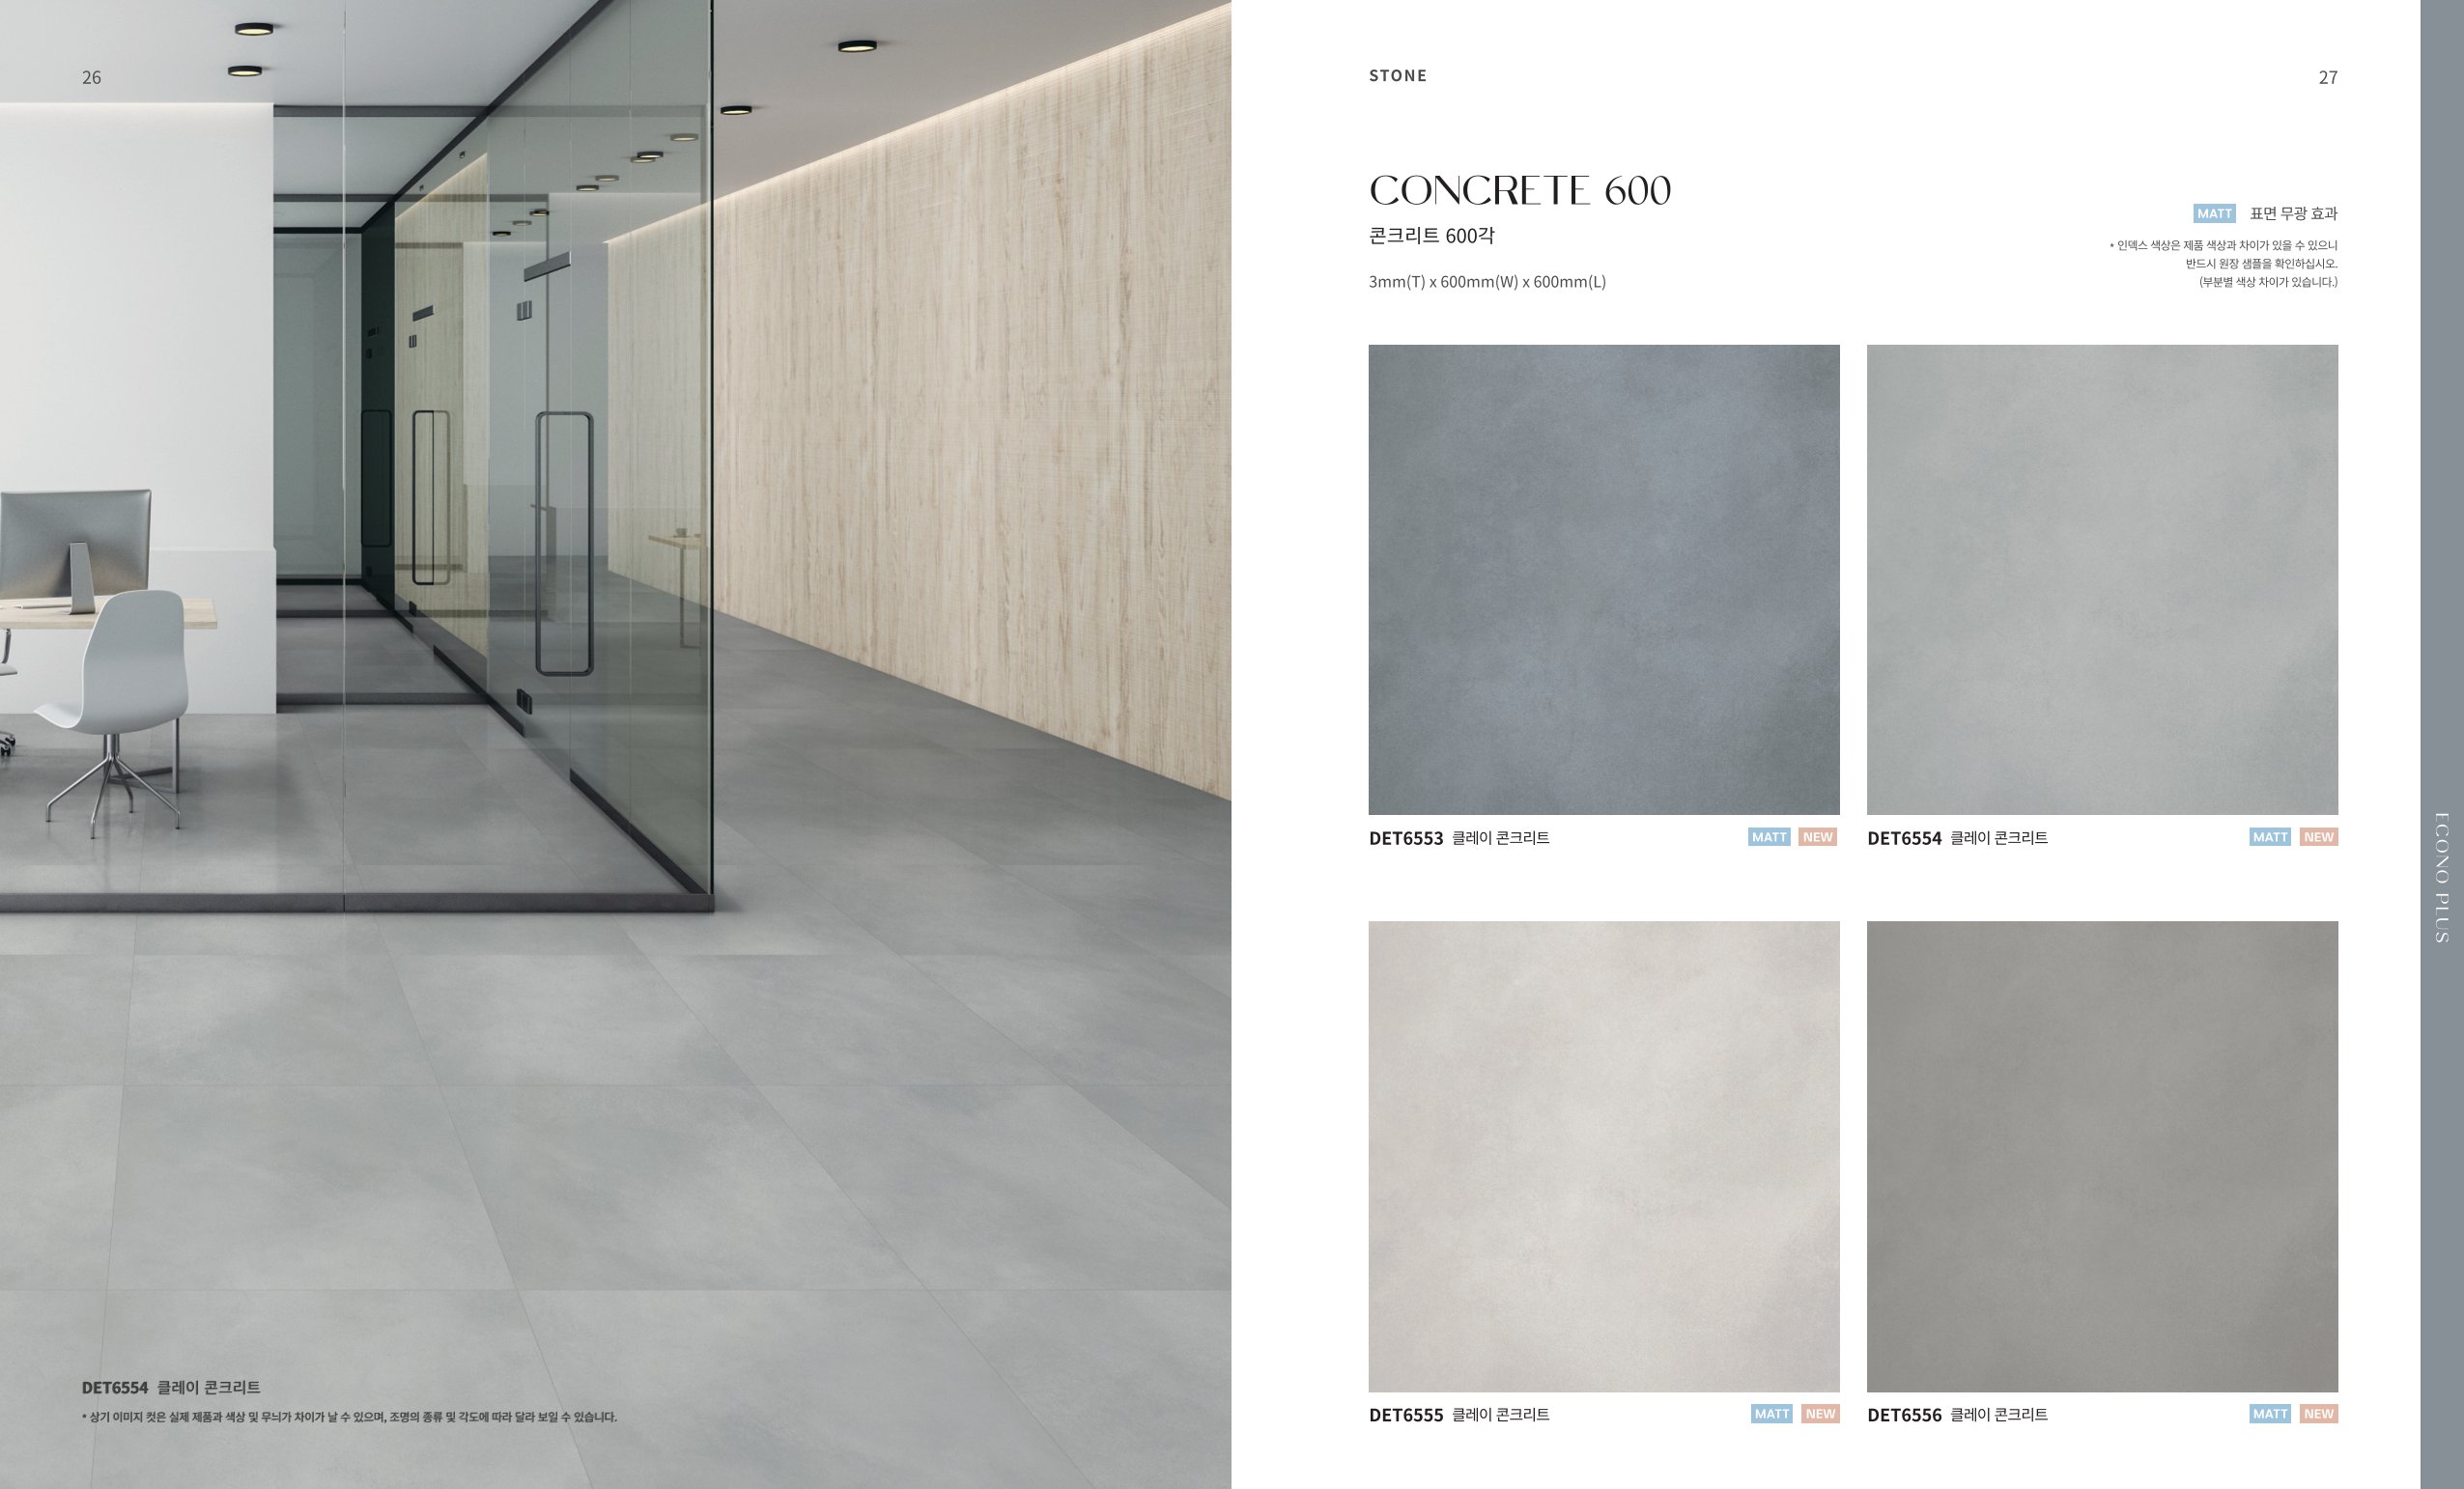 26
DET6554 클레이 콘크리트
* 상기 이미지 컷은 실제 제품과 색상 및 무늬가 차이가 날 수 있으며, 조명의 종류 및 각도에 따라 달라 보일 수 있습니다.
STONE
27
CONCRETE 600
콘크리트 600각
3mm(T) x 600mm(W) x 600mm(L)
MATT 표면 무광 효과
* 인덱스 색상은 제품 색상과 차이가 있을 수 있으니
반드시 원장 샘플을 확인하십시오.
(부분별 색상 차이가 있습니다.)
DET6553 클레이 콘크리트 MATT NEW
DET6554 클레이 콘크리트 MATT NEW
DET6555 클레이 콘크리트 MATT NEW
DET6556 클레이 콘크리트 MATT NEW
ECONO PLUS